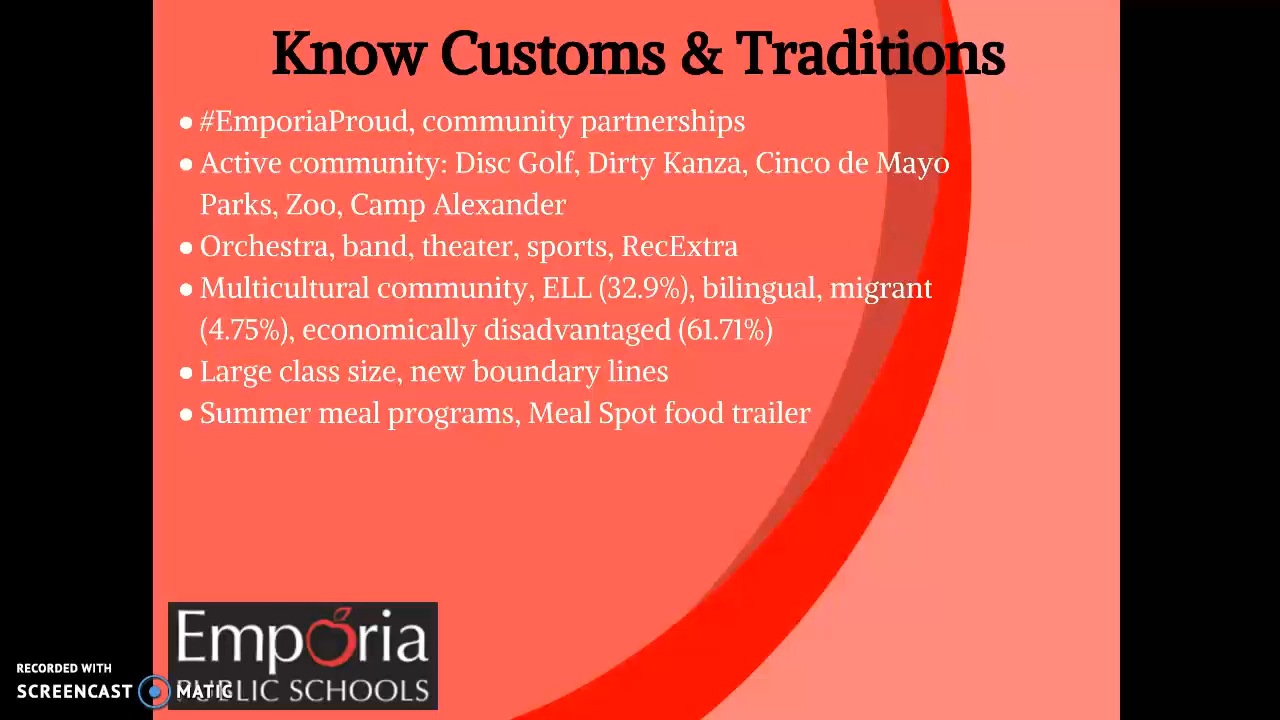 Know Customs & Traditions
● #EmporiaProud, community partnerships
● Active community: Disc Golf, Dirty Kanza, Cinco de Mayo
Parks, Zoo, Camp Alexander
● Orchestra, band, theater, sports, RecExtra
● Multicultural community, ELL (32.9%), bilingual, migrant
(4.75%), economically disadvantaged (61.71%)
● Large class size, new boundary lines
● Summer meal programs, Meal Spot food trailer
Emporia
PUBLIC SCHOOLS
RECORDED WITH
SCREENCAST MATIC